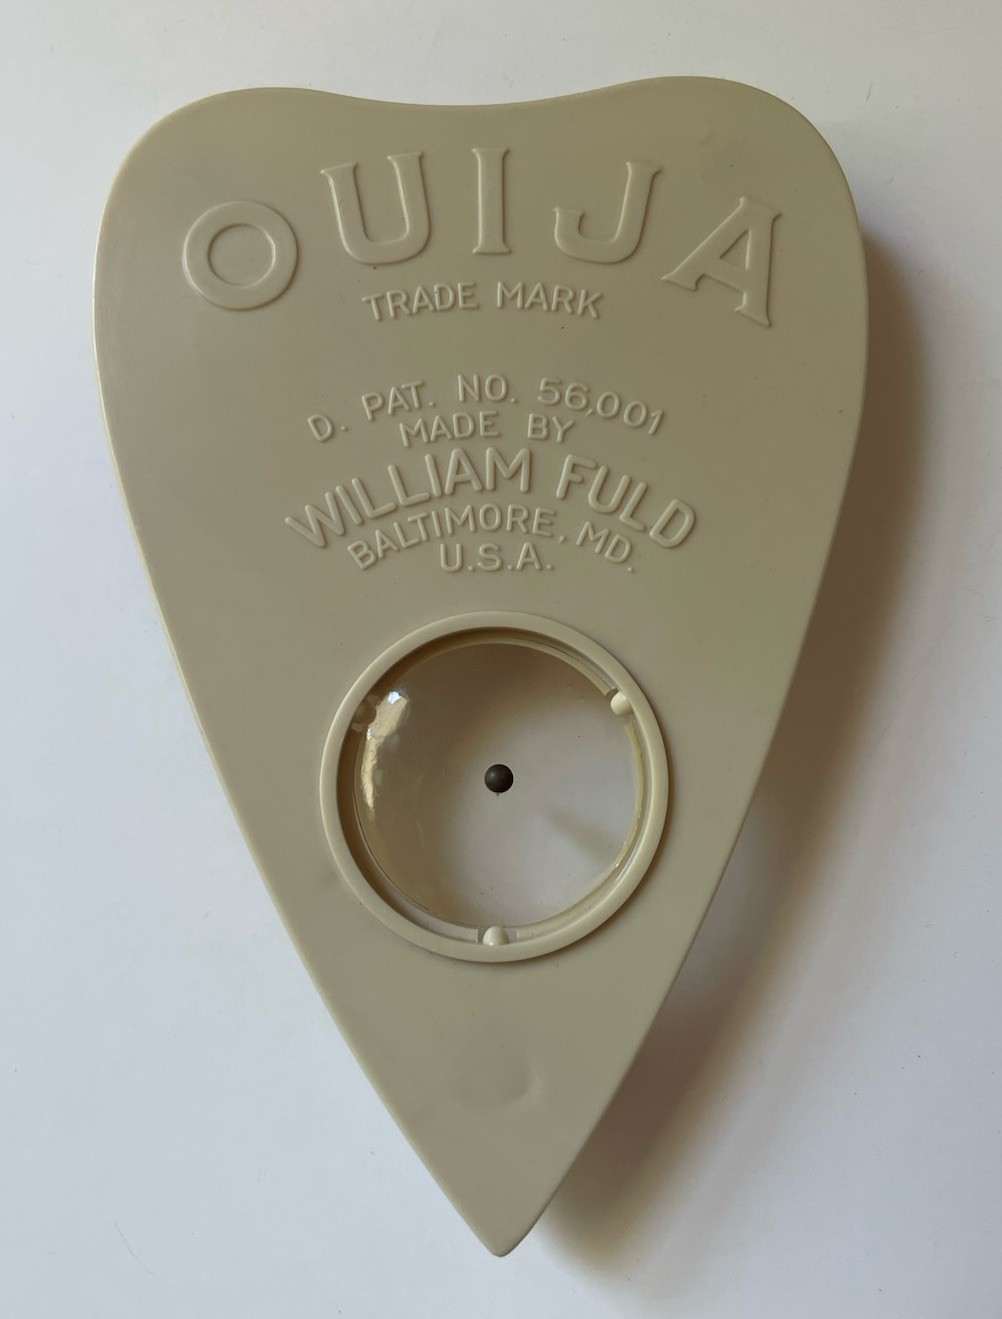 OUIJA
TRADE MARK
D. PAT. NO. 56,001
MADE BY
WILLIAM FULD
BALTIMORE, MD.
U.S.A.